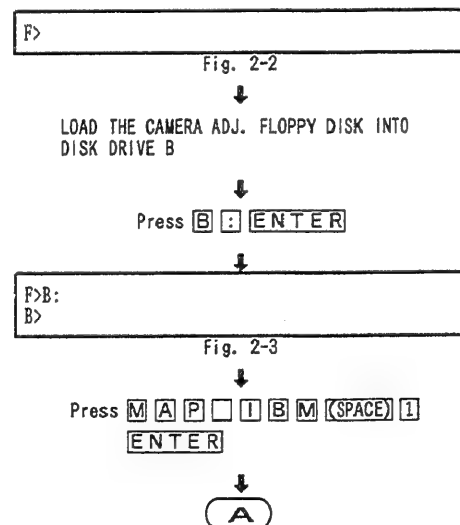 F>
Fig. 2-2
LOAD THE CAMERA ADJ. FLOPPY DISK INTO
DISK DRIVE B
Press B : ENTER
F>B:
B>
Fig. 2-3
Press M A P _ I B M (SPACE) 1
ENTER
A